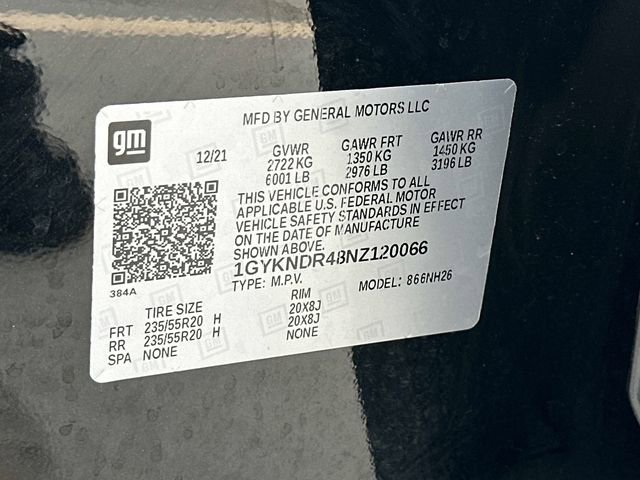 gm
MFD BY GENERAL MOTORS LLC
12/21 GVWR GAWR FRT GAWR RR
2722 KG 1350 KG 1450 KG
6001 LB 2976 LB 3196 LB
THIS VEHICLE CONFORMS TO ALL
APPLICABLE U.S. FEDERAL MOTOR
VEHICLE SAFETY STANDARDS IN EFFECT
ON THE DATE OF MANUFACTURE
SHOWN ABOVE.
1GYKNDR48NZ120066
TYPE: M.P.V. MODEL: 866NH26
384A
TIRE SIZE RIM
FRT 235/55R20 H 20X8J
RR 235/55R20 H 20X8J
SPA NONE NONE